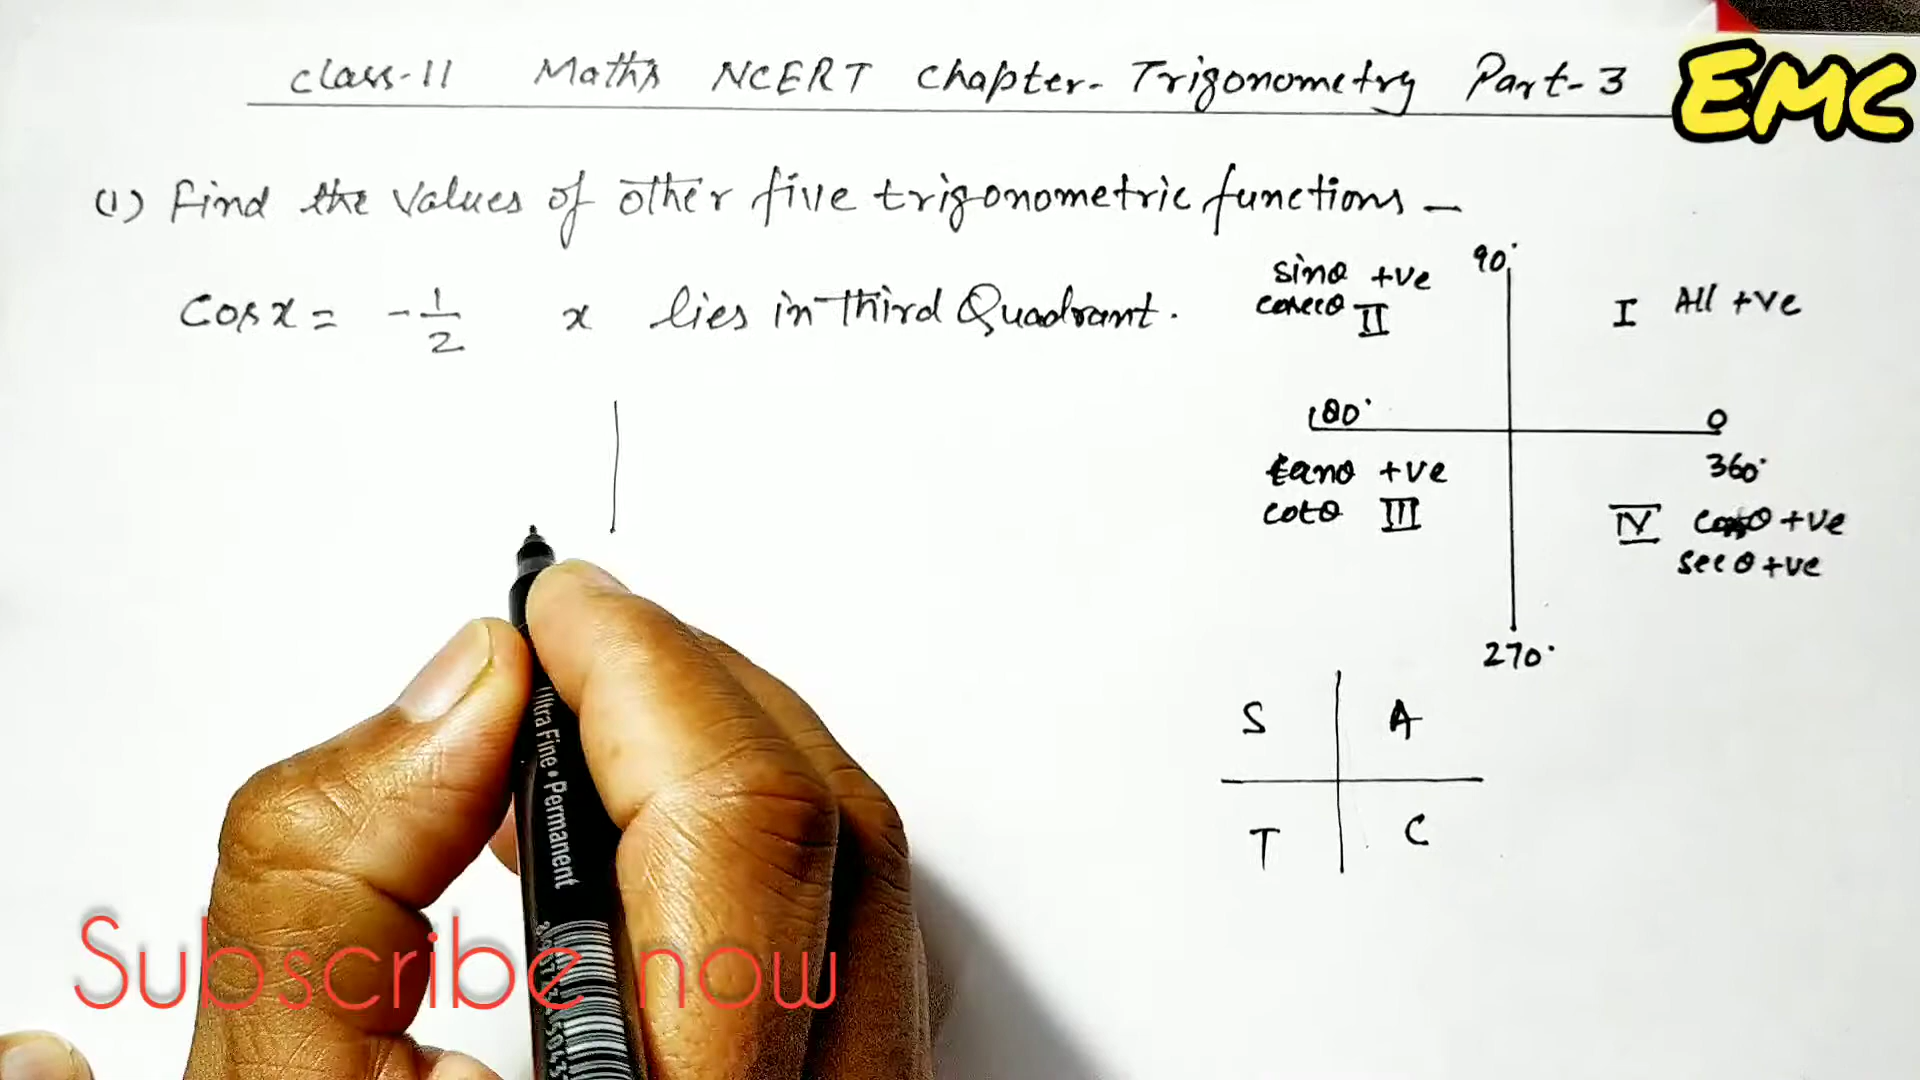 class-11 Maths NCERT Chapter- Trigonometry Part-3
EMC
(1) Find the values of other five trigonometric functions –
Cosx = -1/2 x lies in third Quadrant.
90°
sinθ +ve
cosecθ II
I All +ve
180°
0
360°
tanθ +ve
cotθ III
IV cosθ +ve
secθ +ve
270°
S A
T C
Ultra Fine • Permanent
Subscribe now